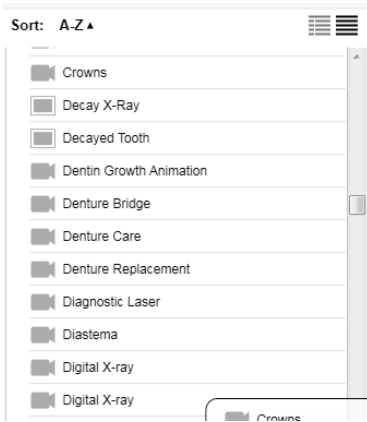 Sort: A-Z▲
Crowns
Decay X-Ray
Decayed Tooth
Dentin Growth Animation
Denture Bridge
Denture Care
Denture Replacement
Diagnostic Laser
Diastema
Digital X-ray
Digital X-ray
Crowns